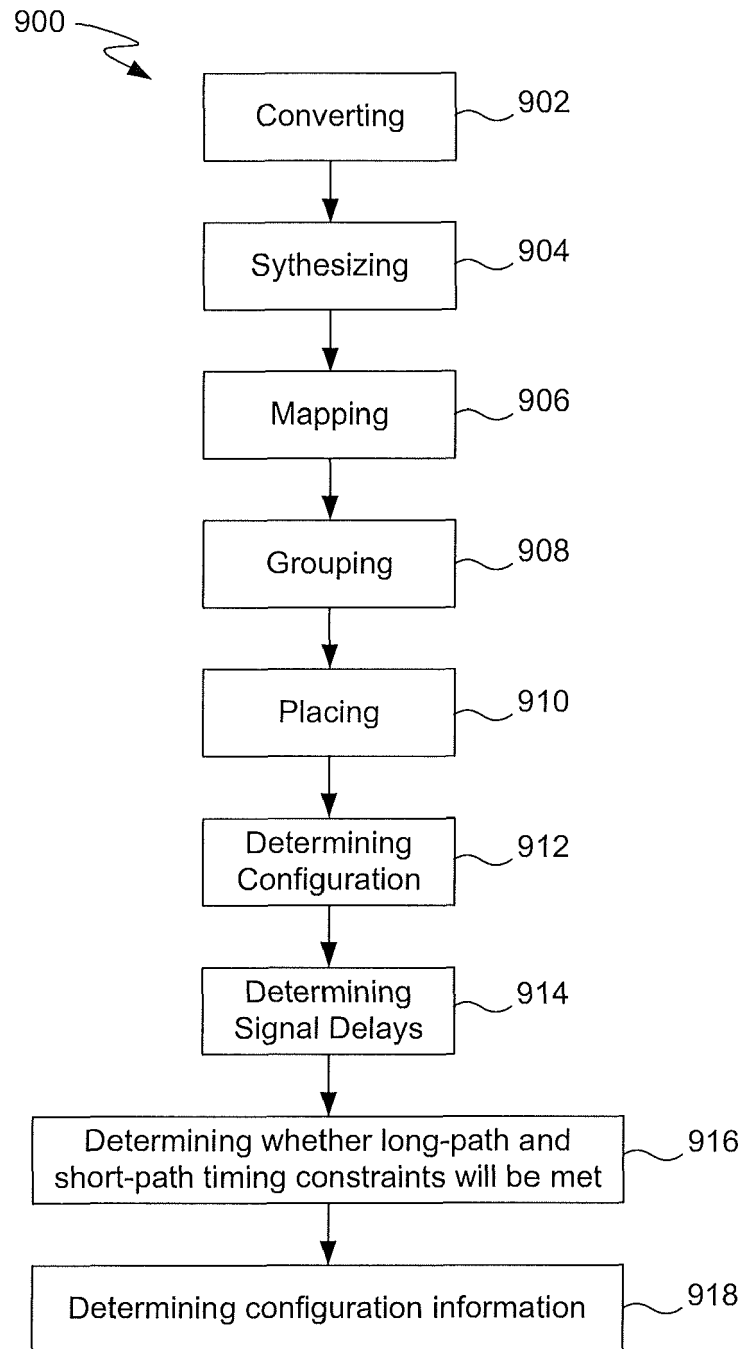 900
Converting
902
Sythesizing
904
Mapping
906
Grouping
908
Placing
910
Determining
Configuration
912
Determining
Signal Delays
914
Determining whether long-path and
short-path timing constraints will be met
916
Determining configuration information
918